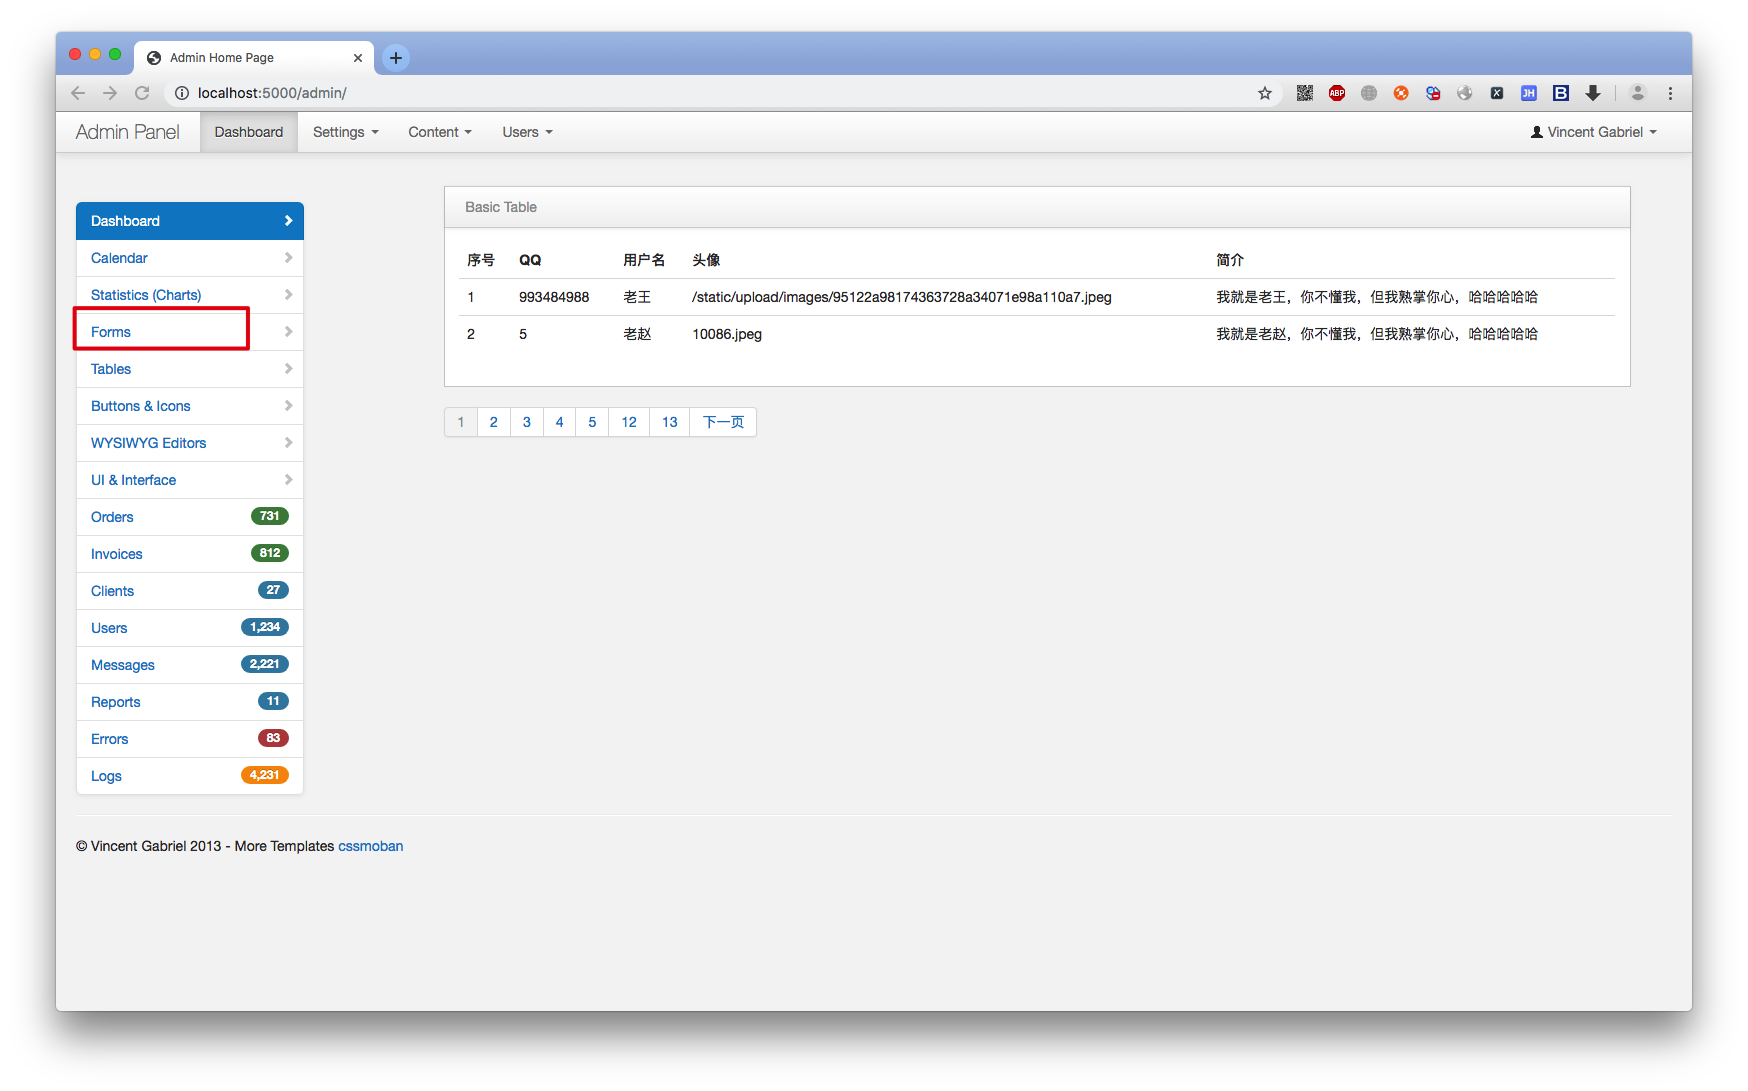 Admin Home Page
localhost:5000/admin/
ABP
X
JH
B
Admin Panel
Dashboard
Settings
Content
Users
Vincent Gabriel
Dashboard
Calendar
Statistics (Charts)
Forms
Tables
Buttons & Icons
WYSIWYG Editors
UI & Interface
Orders 731
Invoices 812
Clients 27
Users 1,234
Messages 2,221
Reports 11
Errors 83
Logs 4,231
Basic Table
序号 QQ 用户名 头像 简介
1 993484988 老王 /static/upload/images/95122a98174363728a34071e98a110a7.jpeg 我就是老王，你不懂我，但我熟掌你心，哈哈哈哈哈
2 5 老赵 10086.jpeg 我就是老赵，你不懂我，但我熟掌你心，哈哈哈哈哈
1 2 3 4 5 12 13 下一页
© Vincent Gabriel 2013 - More Templates cssmoban